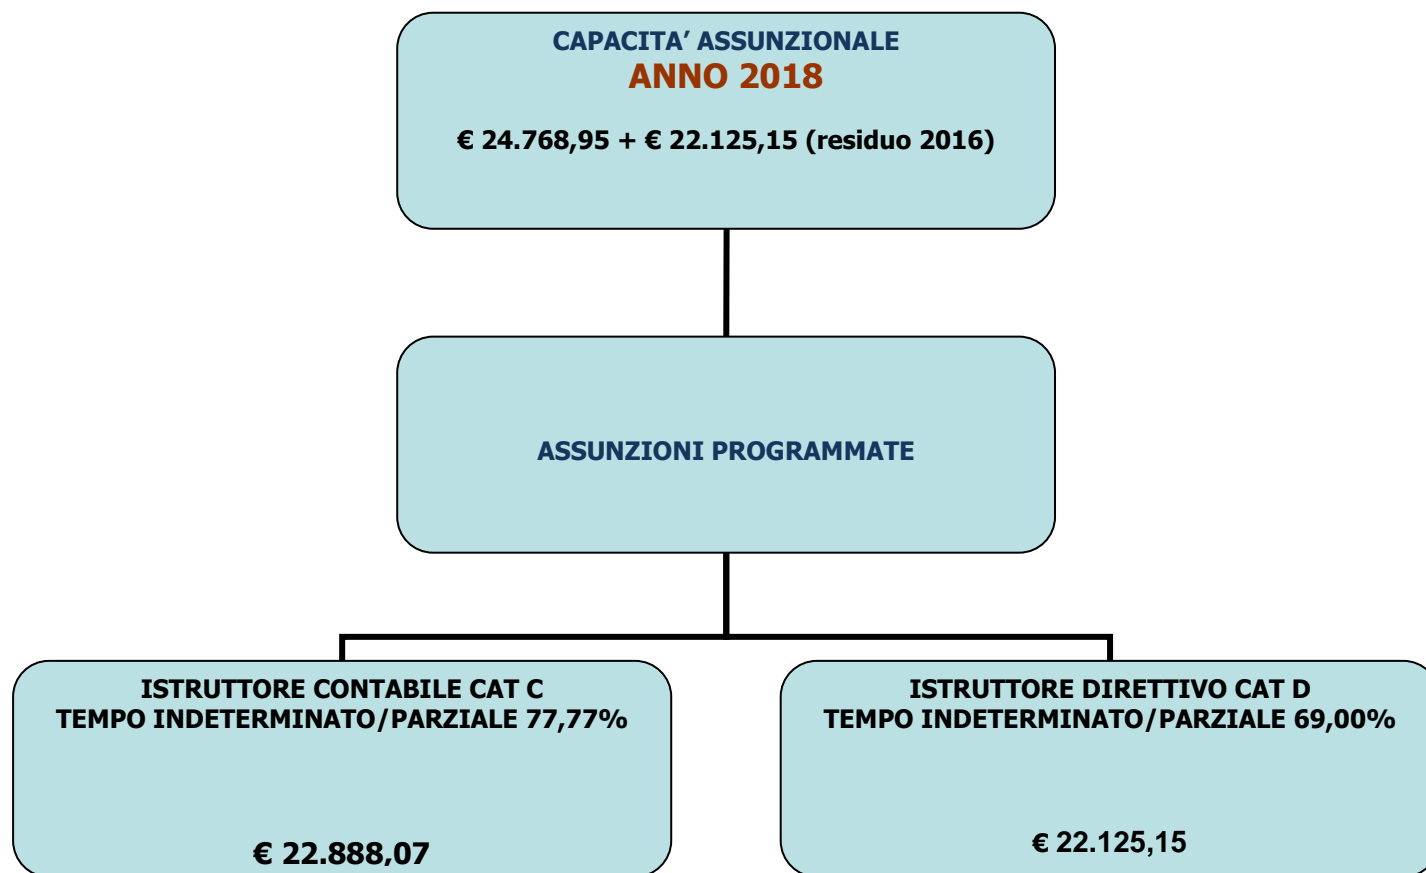 CAPACITA’ ASSUNZIONALE
ANNO 2018
€ 24.768,95 + € 22.125,15 (residuo 2016)
ASSUNZIONI PROGRAMMATE
ISTRUTTORE CONTABILE CAT C
TEMPO INDETERMINATO/PARZIALE 77,77%
€ 22.888,07
ISTRUTTORE DIRETTIVO CAT D
TEMPO INDETERMINATO/PARZIALE 69,00%
€ 22.125,15